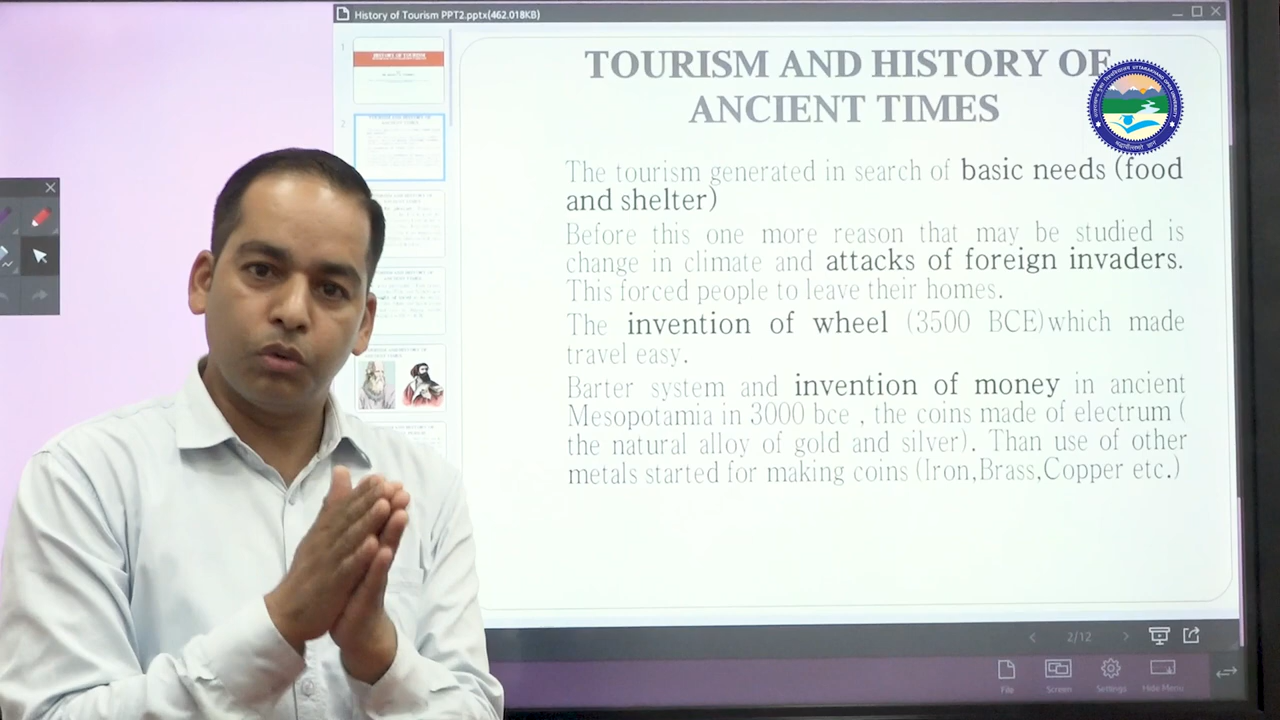 History of Tourism PPT2.pptx(462.018KB)
1
HISTORY OF TOURISM
2
TOURISM AND HISTORY OF
ANCIENT TIMES
The tourism generated in search of basic needs (food
and shelter)
Before this one more reason that may be studied is
change in climate and attacks of foreign invaders.
This forced people to leave their homes.
The invention of wheel (3500 BCE)which made
travel easy.
Barter system and invention of money in ancient
Mesopotamia in 3000 bce , the coins made of electrum (
the natural alloy of gold and silver). Than use of other
metals started for making coins (Iron,Brass,Copper etc.)
2/12
File
Screen
Settings
Hide Menu